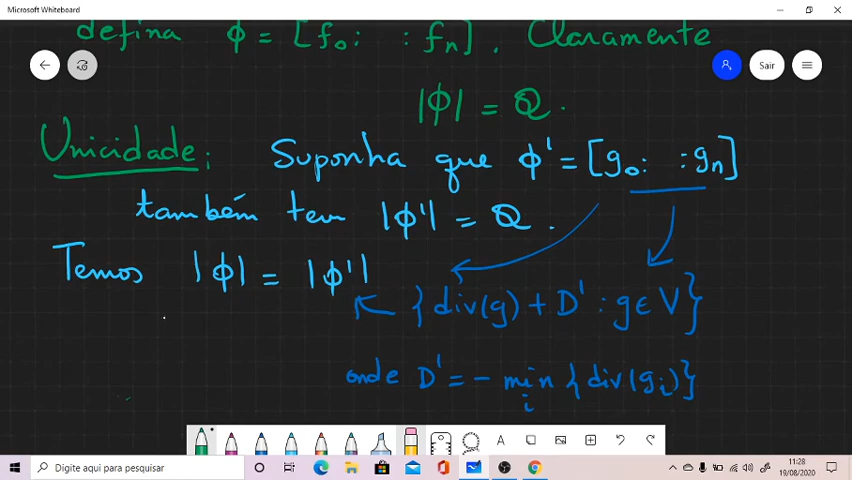 Microsoft Whiteboard
defina ϕ = [f₀: :fₙ]. Claramente
Sair
|ϕ| = Q.
Unicidade: Suponha que ϕ' = [g₀: :gₙ]
também tem |ϕ'| = Q.
Temos |ϕ| = |ϕ'|
{div(g) + D' : g ∈ V}
onde D' = - min {div(gᵢ)}
i
A
Digite aqui para pesquisar
11:28
19/08/2020